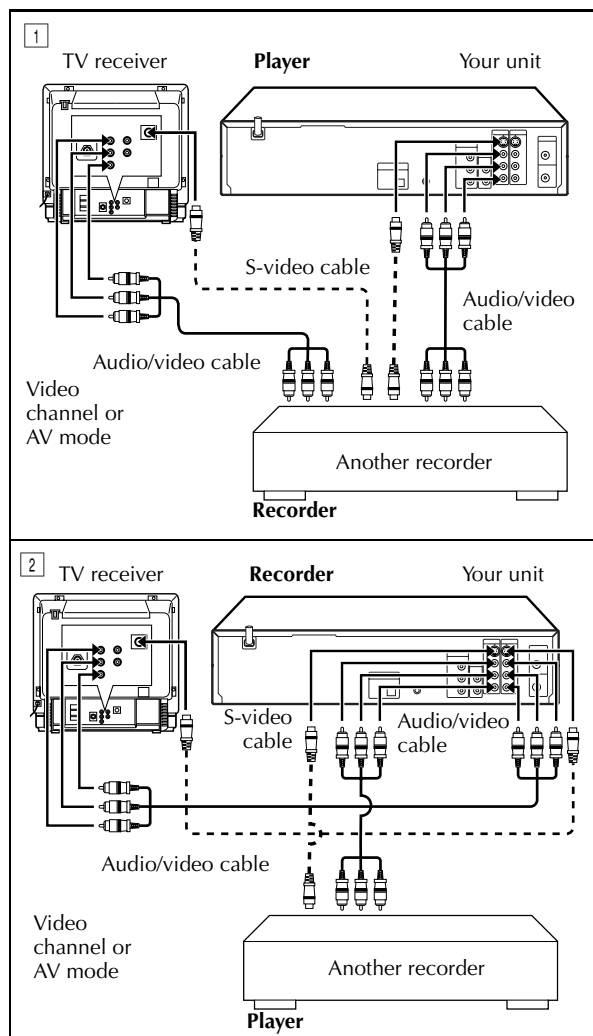 1
TV receiver
Player
Your unit
S-video cable
Audio/video
cable
Audio/video cable
Video
channel or
AV mode
Another recorder
Recorder
2
TV receiver
Recorder
Your unit
S-video
cable
Audio/video
cable
Audio/video cable
Video
channel or
AV mode
Another recorder
Player